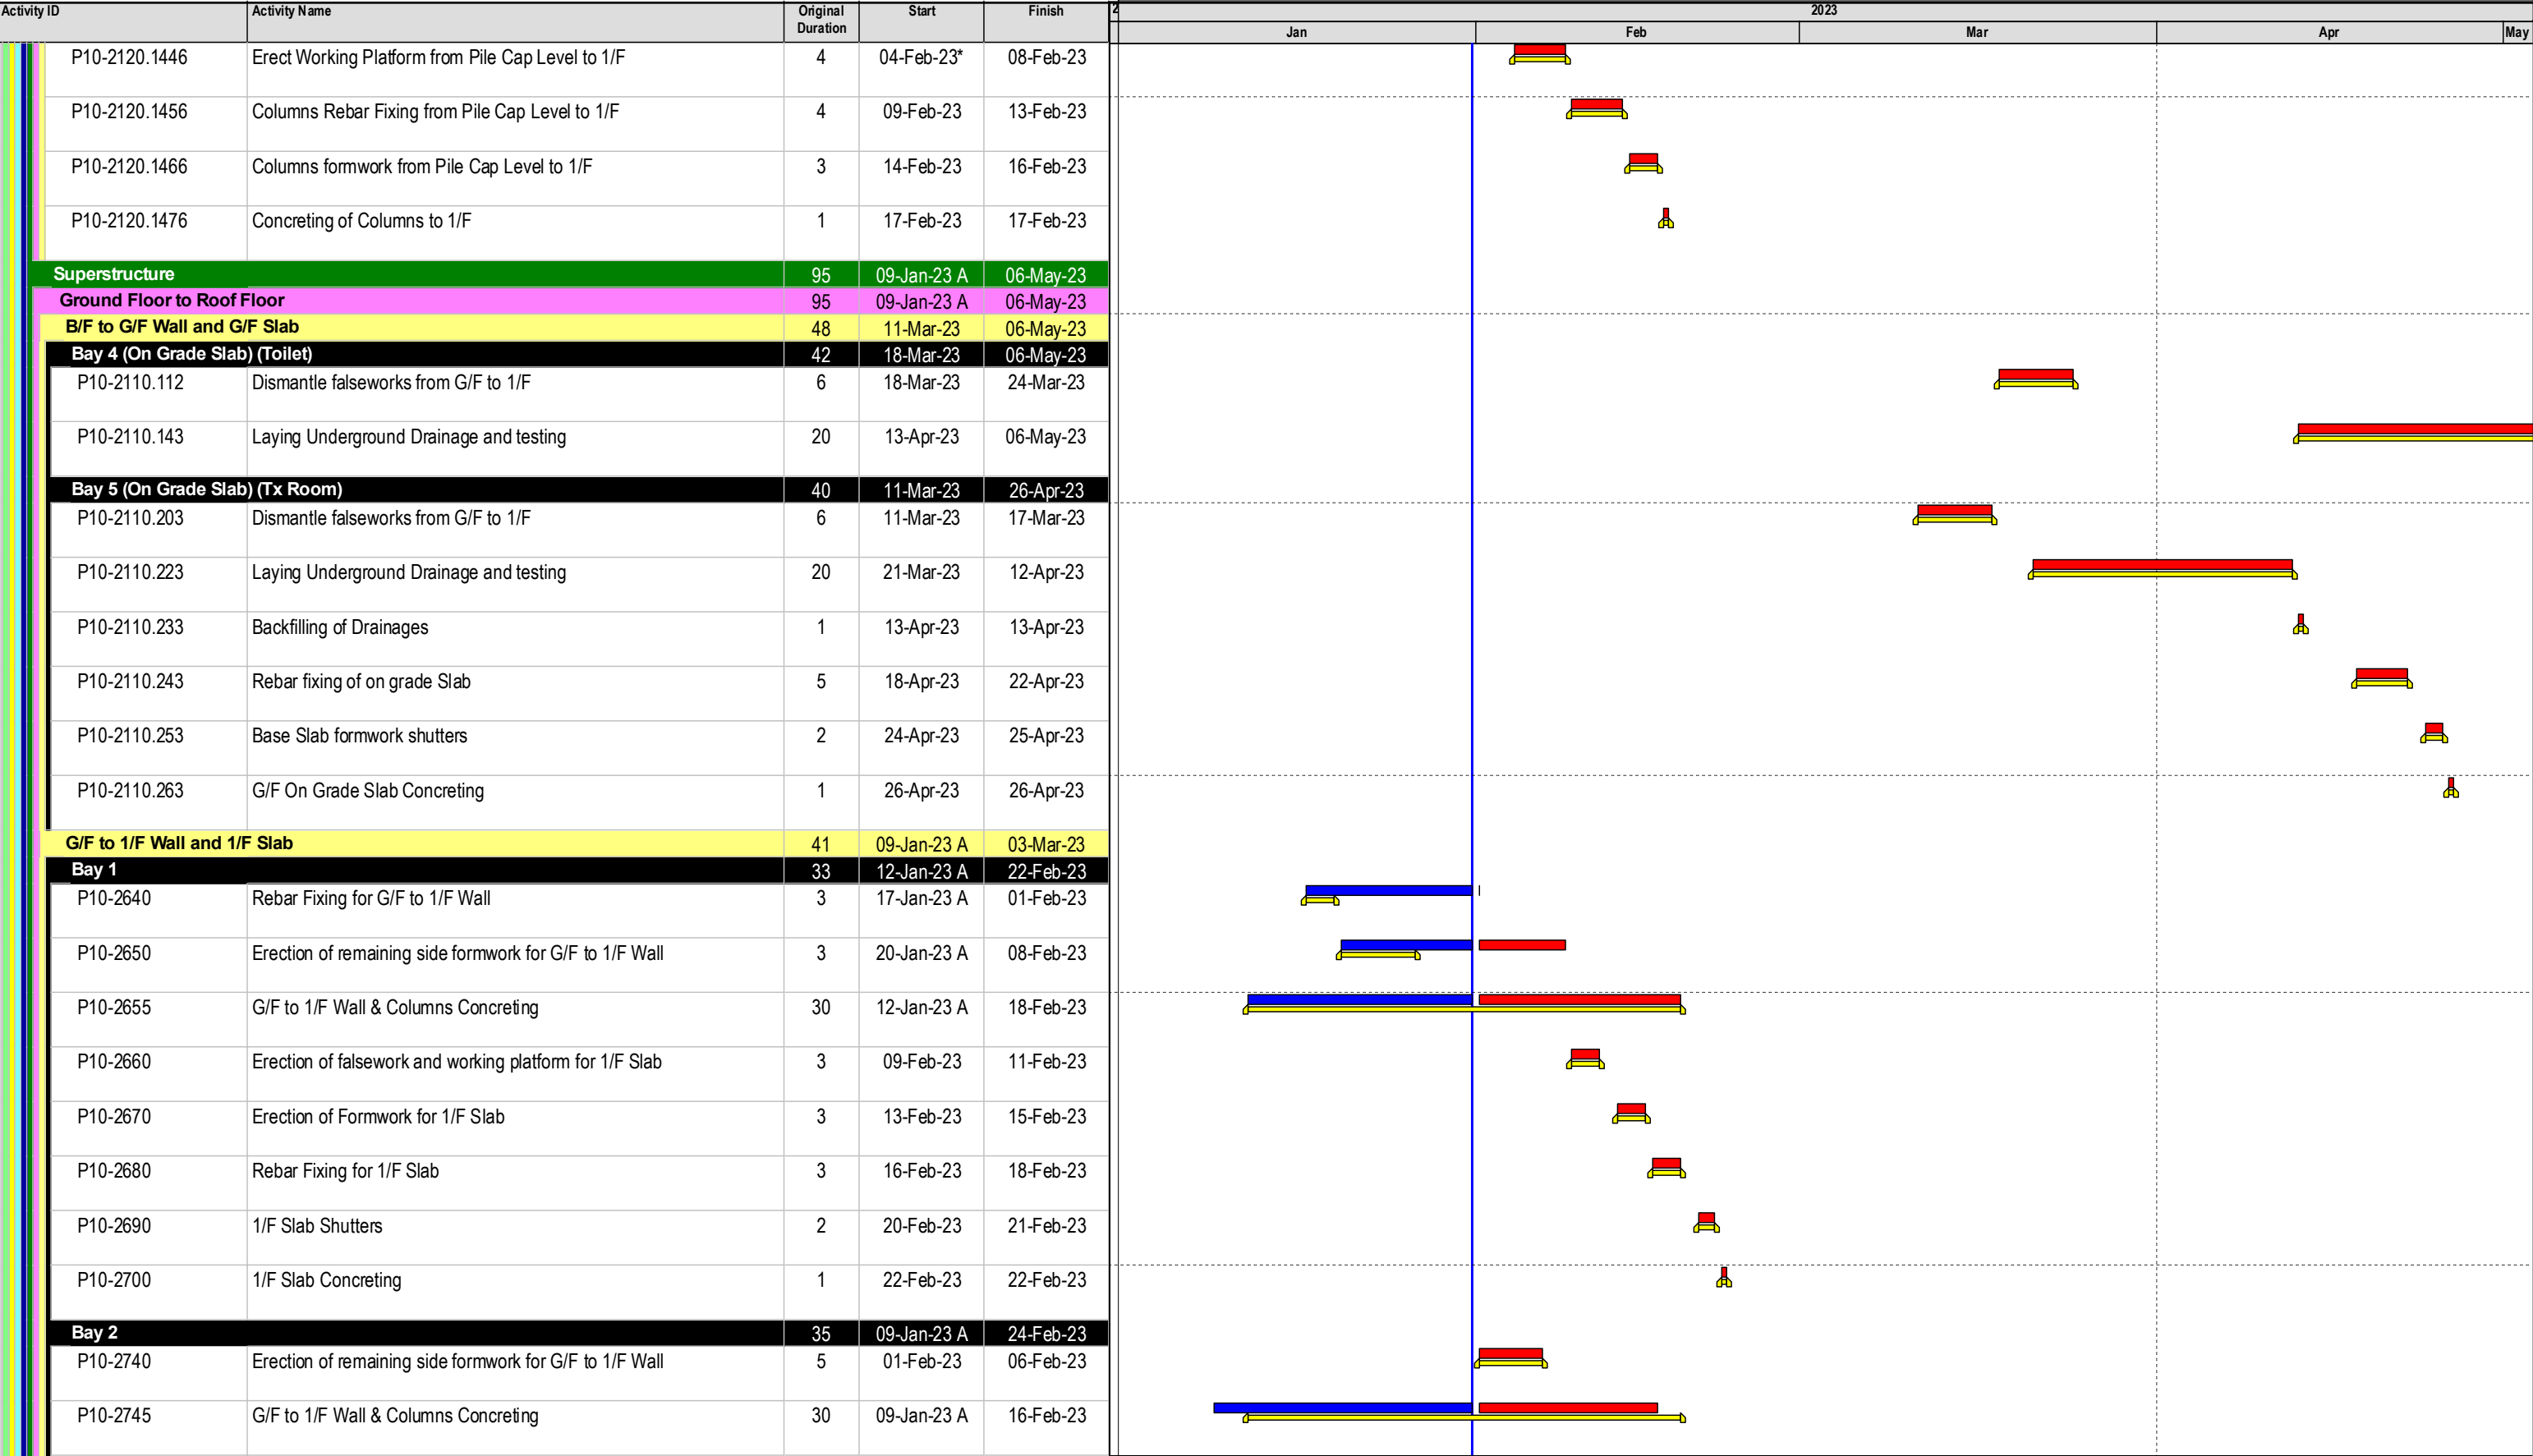 Activity ID Activity Name Original Duration Start Finish 2 2023
Jan Feb Mar Apr May
P10-2120.1446 Erect Working Platform from Pile Cap Level to 1/F 4 04-Feb-23* 08-Feb-23
P10-2120.1456 Columns Rebar Fixing from Pile Cap Level to 1/F 4 09-Feb-23 13-Feb-23
P10-2120.1466 Columns formwork from Pile Cap Level to 1/F 3 14-Feb-23 16-Feb-23
P10-2120.1476 Concreting of Columns to 1/F 1 17-Feb-23 17-Feb-23
Superstructure 95 09-Jan-23 A 06-May-23
Ground Floor to Roof Floor 95 09-Jan-23 A 06-May-23
B/F to G/F Wall and G/F Slab 48 11-Mar-23 06-May-23
Bay 4 (On Grade Slab) (Toilet) 42 18-Mar-23 06-May-23
P10-2110.112 Dismantle falseworks from G/F to 1/F 6 18-Mar-23 24-Mar-23
P10-2110.143 Laying Underground Drainage and testing 20 13-Apr-23 06-May-23
Bay 5 (On Grade Slab) (Tx Room) 40 11-Mar-23 26-Apr-23
P10-2110.203 Dismantle falseworks from G/F to 1/F 6 11-Mar-23 17-Mar-23
P10-2110.223 Laying Underground Drainage and testing 20 21-Mar-23 12-Apr-23
P10-2110.233 Backfilling of Drainages 1 13-Apr-23 13-Apr-23
P10-2110.243 Rebar fixing of on grade Slab 5 18-Apr-23 22-Apr-23
P10-2110.253 Base Slab formwork shutters 2 24-Apr-23 25-Apr-23
P10-2110.263 G/F On Grade Slab Concreting 1 26-Apr-23 26-Apr-23
G/F to 1/F Wall and 1/F Slab 41 09-Jan-23 A 03-Mar-23
Bay 1 33 12-Jan-23 A 22-Feb-23
P10-2640 Rebar Fixing for G/F to 1/F Wall 3 17-Jan-23 A 01-Feb-23
P10-2650 Erection of remaining side formwork for G/F to 1/F Wall 3 20-Jan-23 A 08-Feb-23
P10-2655 G/F to 1/F Wall & Columns Concreting 30 12-Jan-23 A 18-Feb-23
P10-2660 Erection of falsework and working platform for 1/F Slab 3 09-Feb-23 11-Feb-23
P10-2670 Erection of Formwork for 1/F Slab 3 13-Feb-23 15-Feb-23
P10-2680 Rebar Fixing for 1/F Slab 3 16-Feb-23 18-Feb-23
P10-2690 1/F Slab Shutters 2 20-Feb-23 21-Feb-23
P10-2700 1/F Slab Concreting 1 22-Feb-23 22-Feb-23
Bay 2 35 09-Jan-23 A 24-Feb-23
P10-2740 Erection of remaining side formwork for G/F to 1/F Wall 5 01-Feb-23 06-Feb-23
P10-2745 G/F to 1/F Wall & Columns Concreting 30 09-Jan-23 A 16-Feb-23